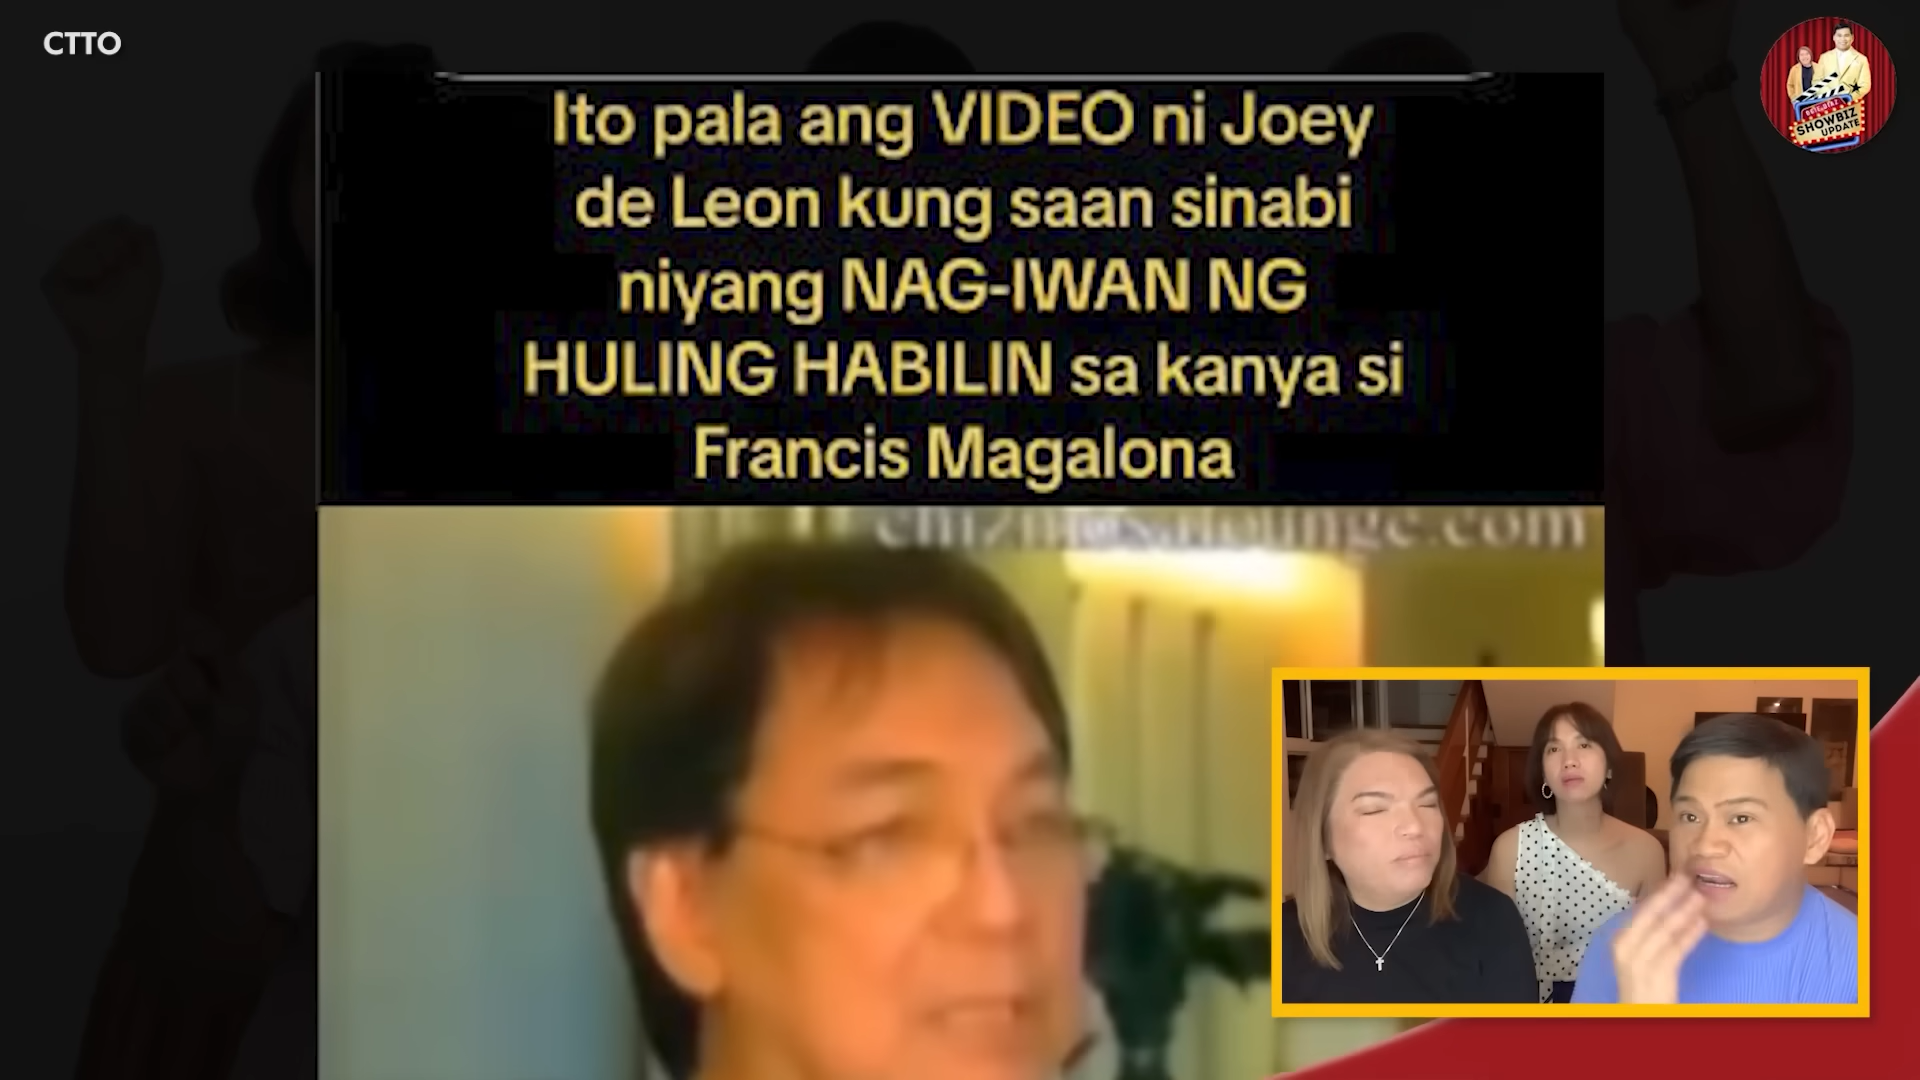 CTTO
SHOWBIZ
UPDATE
Ito pala ang VIDEO ni Joey
de Leon kung saan sinabi
niyang NAG-IWAN NG
HULING HABILIN sa kanya si
Francis Magalona